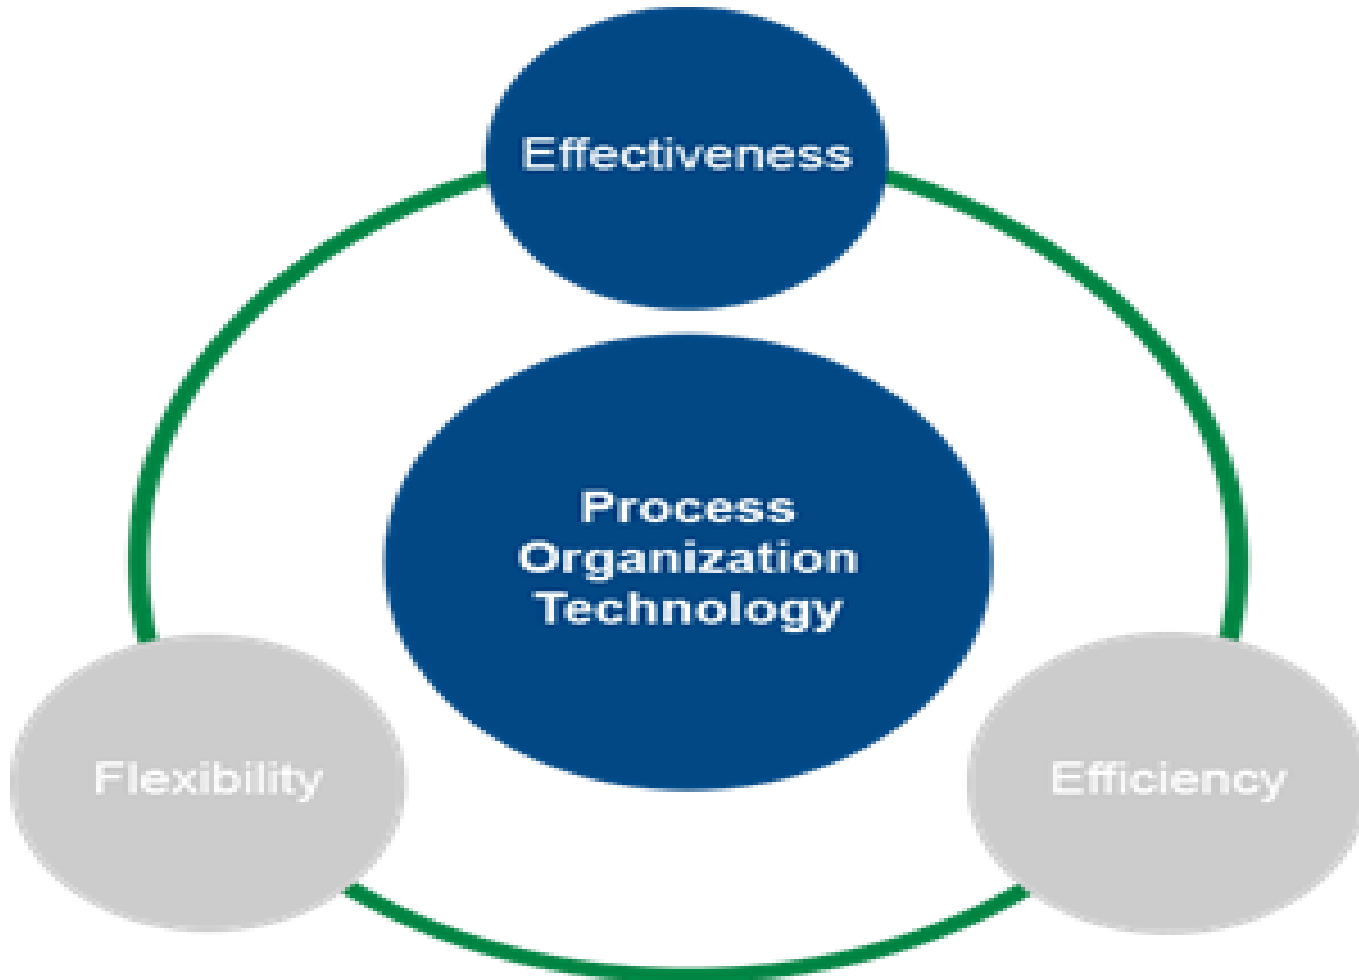 Effectiveness
Process
Organization
Technology
Flexibility
Efficiency